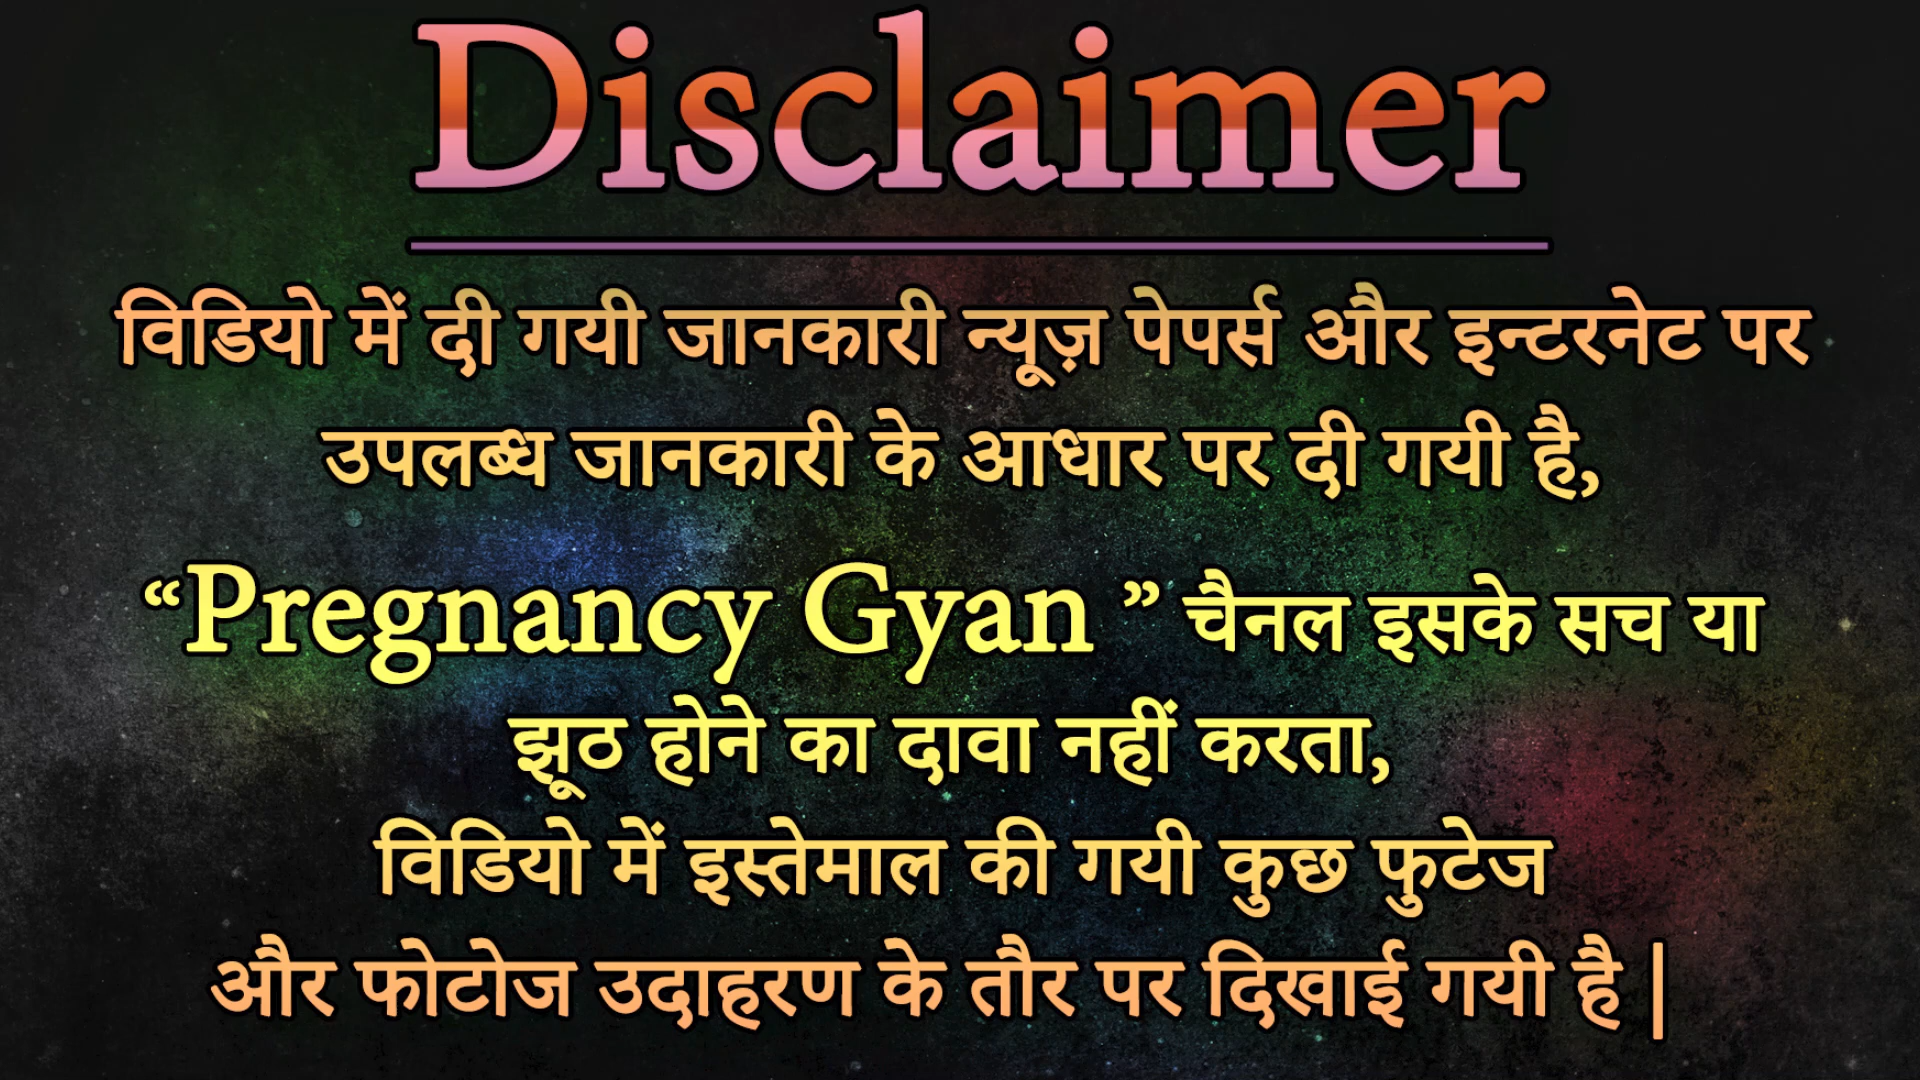 Disclaimer
विडियो में दी गयी जानकारी न्यूज़ पेपर्स और इन्टरनेट पर
उपलब्ध जानकारी के आधार पर दी गयी है,
“Pregnancy Gyan ” चैनल इसके सच या
झूठ होने का दावा नहीं करता,
विडियो में इस्तेमाल की गयी कुछ फुटेज
और फोटोज उदाहरण के तौर पर दिखाई गयी है |